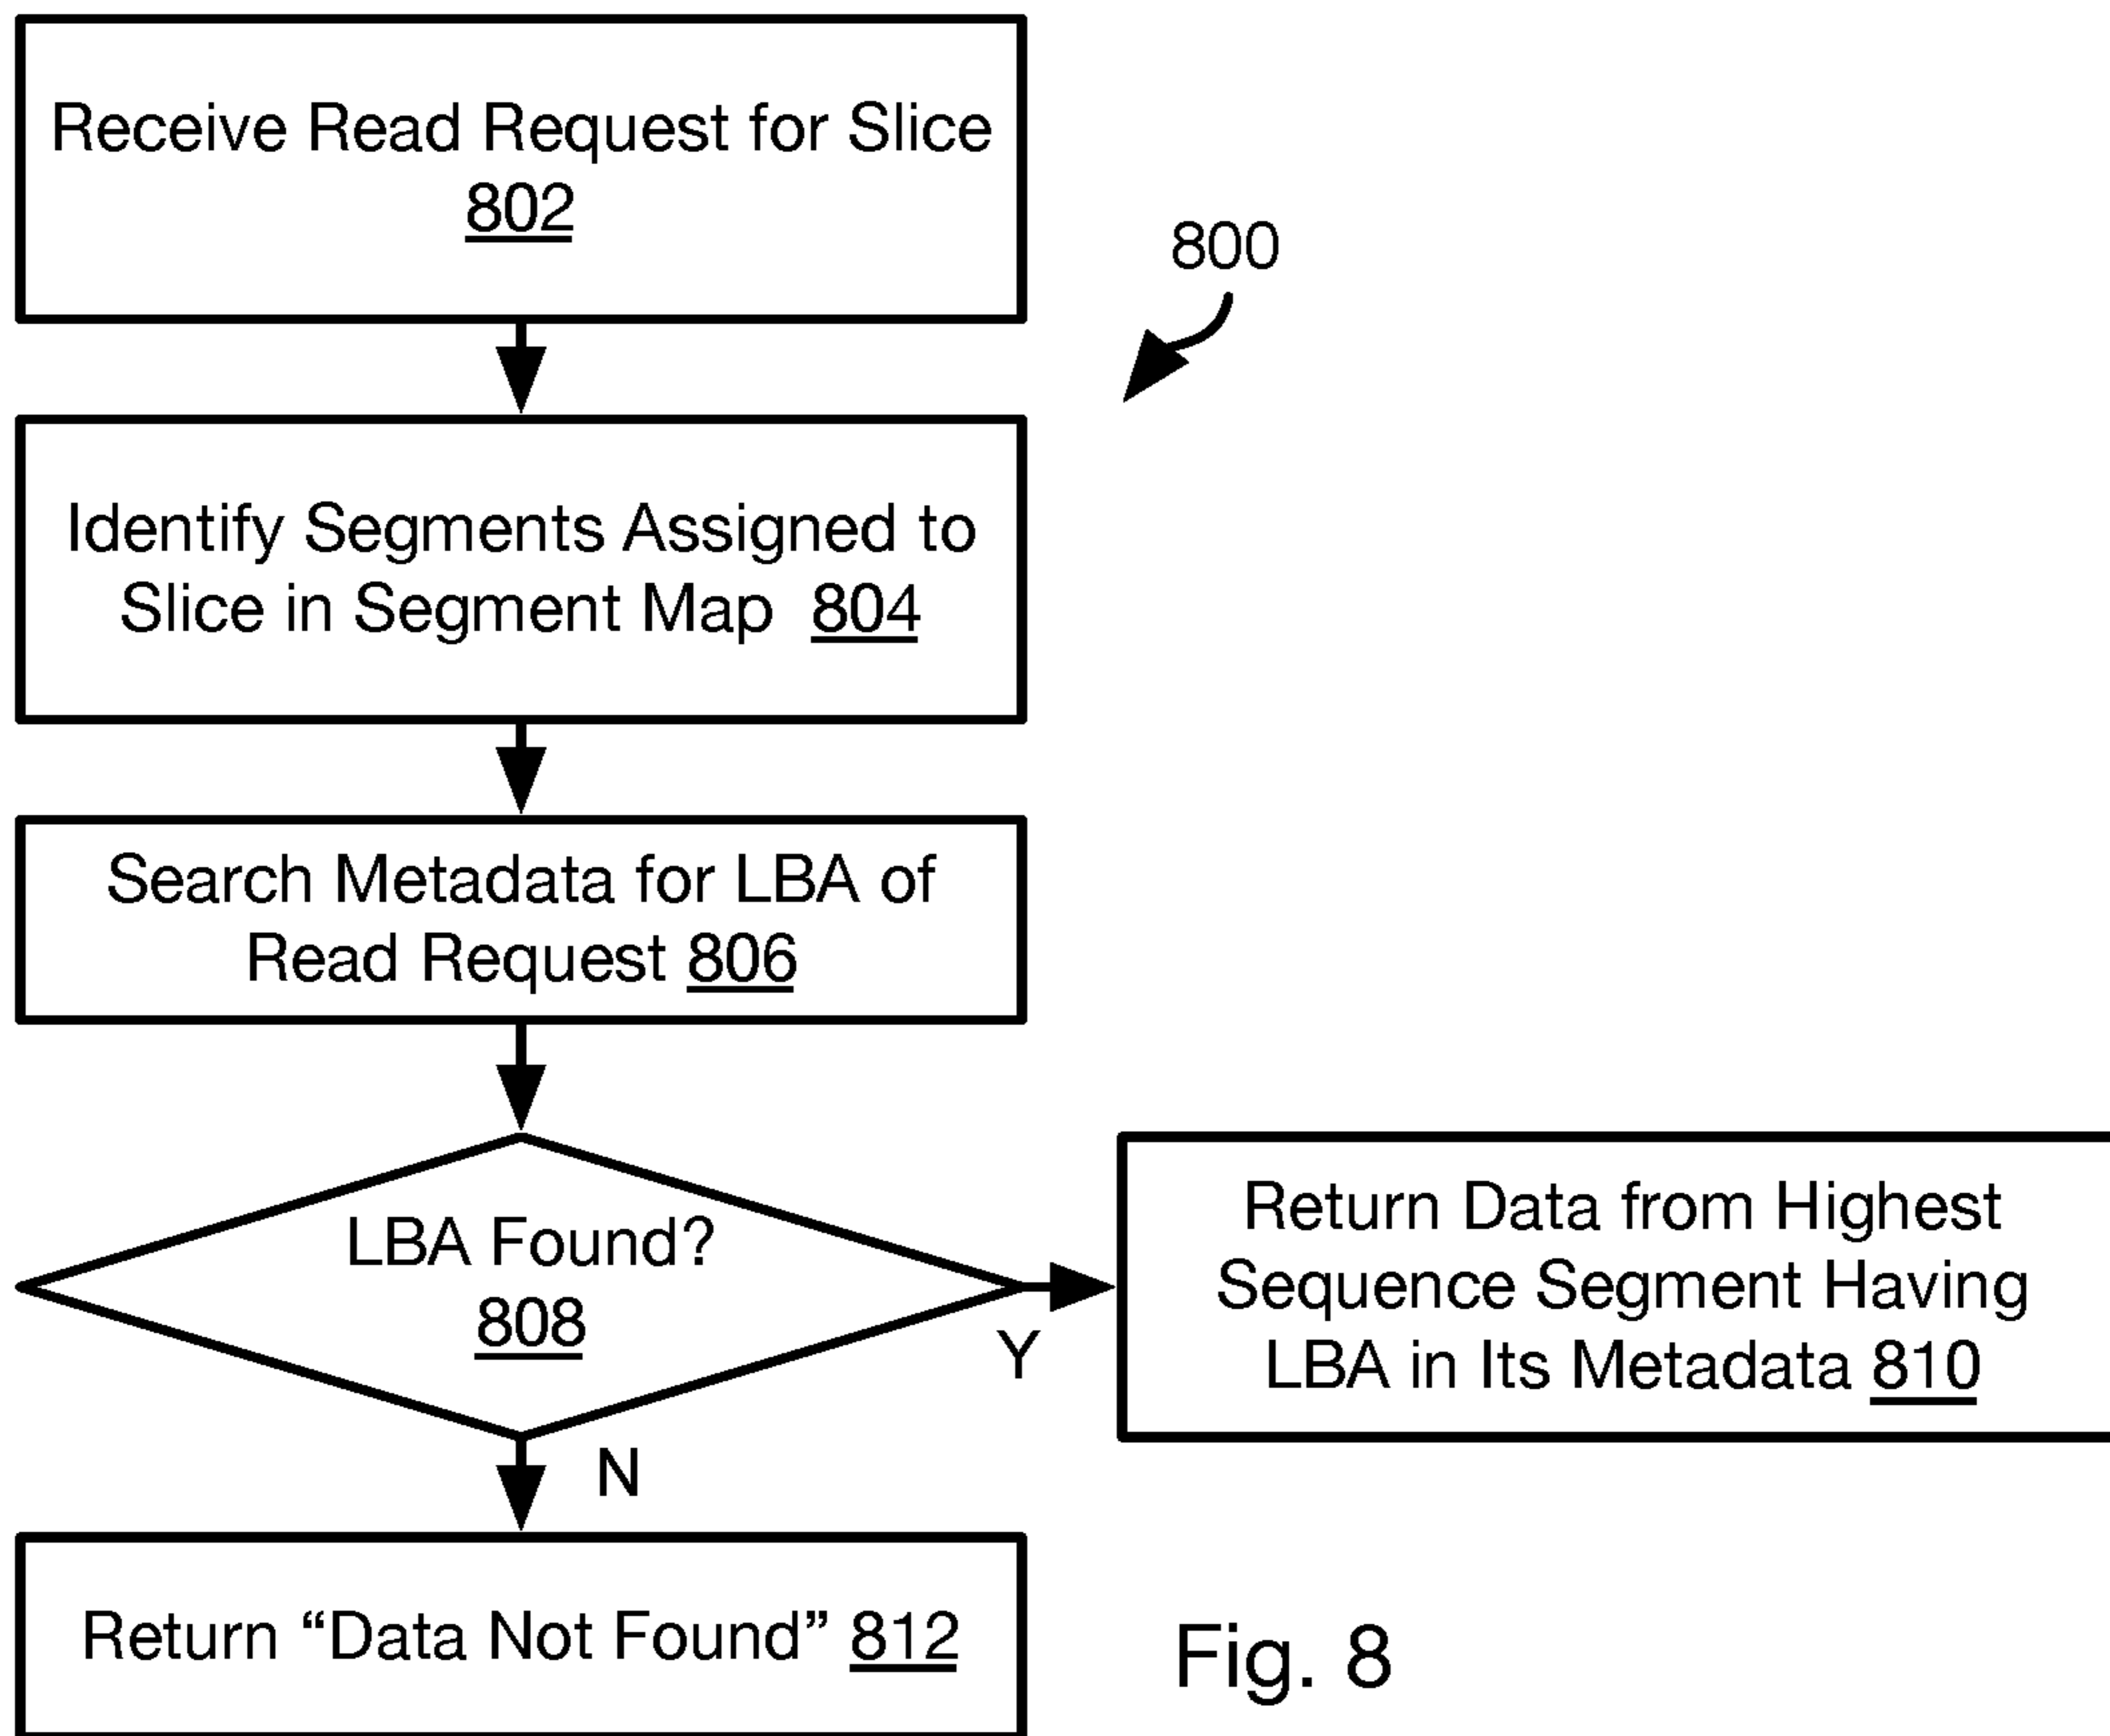 Receive Read Request for Slice
802
800
Identify Segments Assigned to
Slice in Segment Map 804
Search Metadata for LBA of
Read Request 806
LBA Found?
808
Y
N
Return Data from Highest
Sequence Segment Having
LBA in Its Metadata 810
Return “Data Not Found” 812
Fig. 8